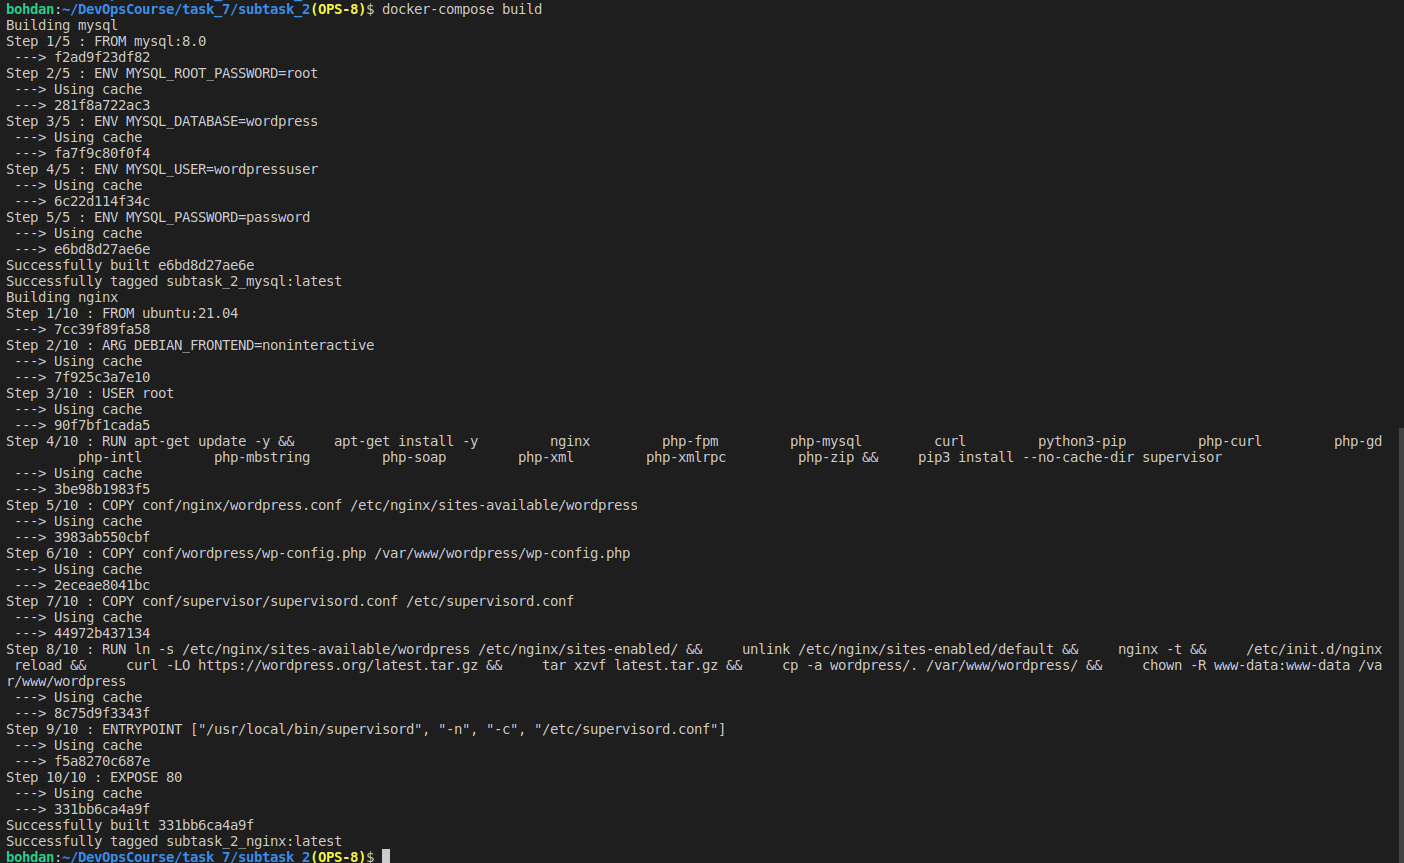 bohdan:~/DevOpsCourse/task_7/subtask_2(OPS-8)$ docker-compose build
Building mysql
Step 1/5 : FROM mysql:8.0
 ---> f2ad9f23df82
Step 2/5 : ENV MYSQL_ROOT_PASSWORD=root
 ---> Using cache
 ---> 281f8a722ac3
Step 3/5 : ENV MYSQL_DATABASE=wordpress
 ---> Using cache
 ---> fa7f9c80f0f4
Step 4/5 : ENV MYSQL_USER=wordpressuser
 ---> Using cache
 ---> 6c22d114f34c
Step 5/5 : ENV MYSQL_PASSWORD=password
 ---> Using cache
 ---> e6bd8d27ae6e
Successfully built e6bd8d27ae6e
Successfully tagged subtask_2_mysql:latest
Building nginx
Step 1/10 : FROM ubuntu:21.04
 ---> 7cc39f89fa58
Step 2/10 : ARG DEBIAN_FRONTEND=noninteractive
 ---> Using cache
 ---> 7f925c3a7e10
Step 3/10 : USER root
 ---> Using cache
 ---> 90f7bf1cada5
Step 4/10 : RUN apt-get update -y &&     apt-get install -y         nginx         php-fpm         php-mysql         curl         python3-pip         php-curl         php-gd
         php-intl         php-mbstring         php-soap         php-xml         php-xmlrpc         php-zip &&     pip3 install --no-cache-dir supervisor
 ---> Using cache
 ---> 3be98b1983f5
Step 5/10 : COPY conf/nginx/wordpress.conf /etc/nginx/sites-available/wordpress
 ---> Using cache
 ---> 3983ab550cbf
Step 6/10 : COPY conf/wordpress/wp-config.php /var/www/wordpress/wp-config.php
 ---> Using cache
 ---> 2eceae8041bc
Step 7/10 : COPY conf/supervisor/supervisord.conf /etc/supervisord.conf
 ---> Using cache
 ---> 44972b437134
Step 8/10 : RUN ln -s /etc/nginx/sites-available/wordpress /etc/nginx/sites-enabled/ &&     unlink /etc/nginx/sites-enabled/default &&     nginx -t &&     /etc/init.d/nginx
 reload &&     curl -LO https://wordpress.org/latest.tar.gz &&     tar xzvf latest.tar.gz &&     cp -a wordpress/. /var/www/wordpress/ &&     chown -R www-data:www-data /va
r/www/wordpress
 ---> Using cache
 ---> 8c75d9f3343f
Step 9/10 : ENTRYPOINT ["/usr/local/bin/supervisord", "-n", "-c", "/etc/supervisord.conf"]
 ---> Using cache
 ---> f5a8270c687e
Step 10/10 : EXPOSE 80
 ---> Using cache
 ---> 331bb6ca4a9f
Successfully built 331bb6ca4a9f
Successfully tagged subtask_2_nginx:latest
bohdan:~/DevOpsCourse/task_7/subtask_2(OPS-8)$